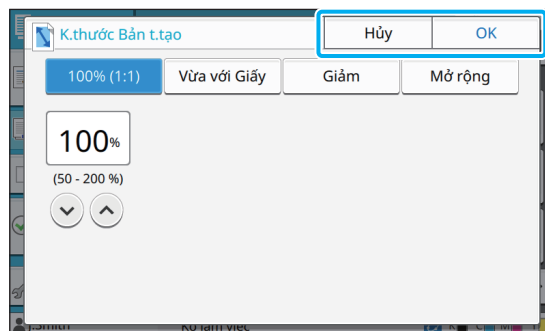 K.thước Bản t.tạo
Hủy
OK
100% (1:1)
Vừa với Giấy
Giảm
Mở rộng
100%
(50 - 200 %)